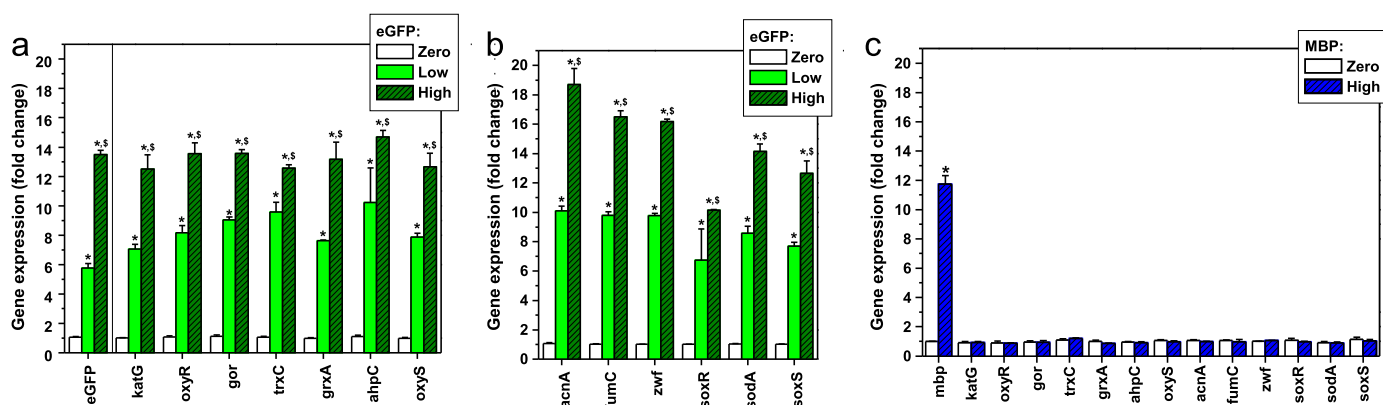 a
eGFP:
Zero
Low
High
Gene expression (fold change)
20
18
16
14
12
10
8
6
4
2
0
*
*,$
*
*,$
*
*,$
*
*,$
*
*,$
*
*,$
*
*,$
*
*,$
eGFP
katG
oxyR
gor
trxC
grxA
ahpC
oxyS
b
eGFP:
Zero
Low
High
Gene expression (fold change)
20
18
16
14
12
10
8
6
4
2
0
*
*,$
*
*,$
*
*,$
*
*,$
*
*,$
*
*,$
acnA
fumC
zwf
soxR
sodA
soxS
c
MBP:
Zero
High
Gene expression (fold change)
20
18
16
14
12
10
8
6
4
2
0
*
mbp
katG
oxyR
gor
trxC
grxA
ahpC
oxyS
acnA
fumC
zwf
soxR
sodA
soxS